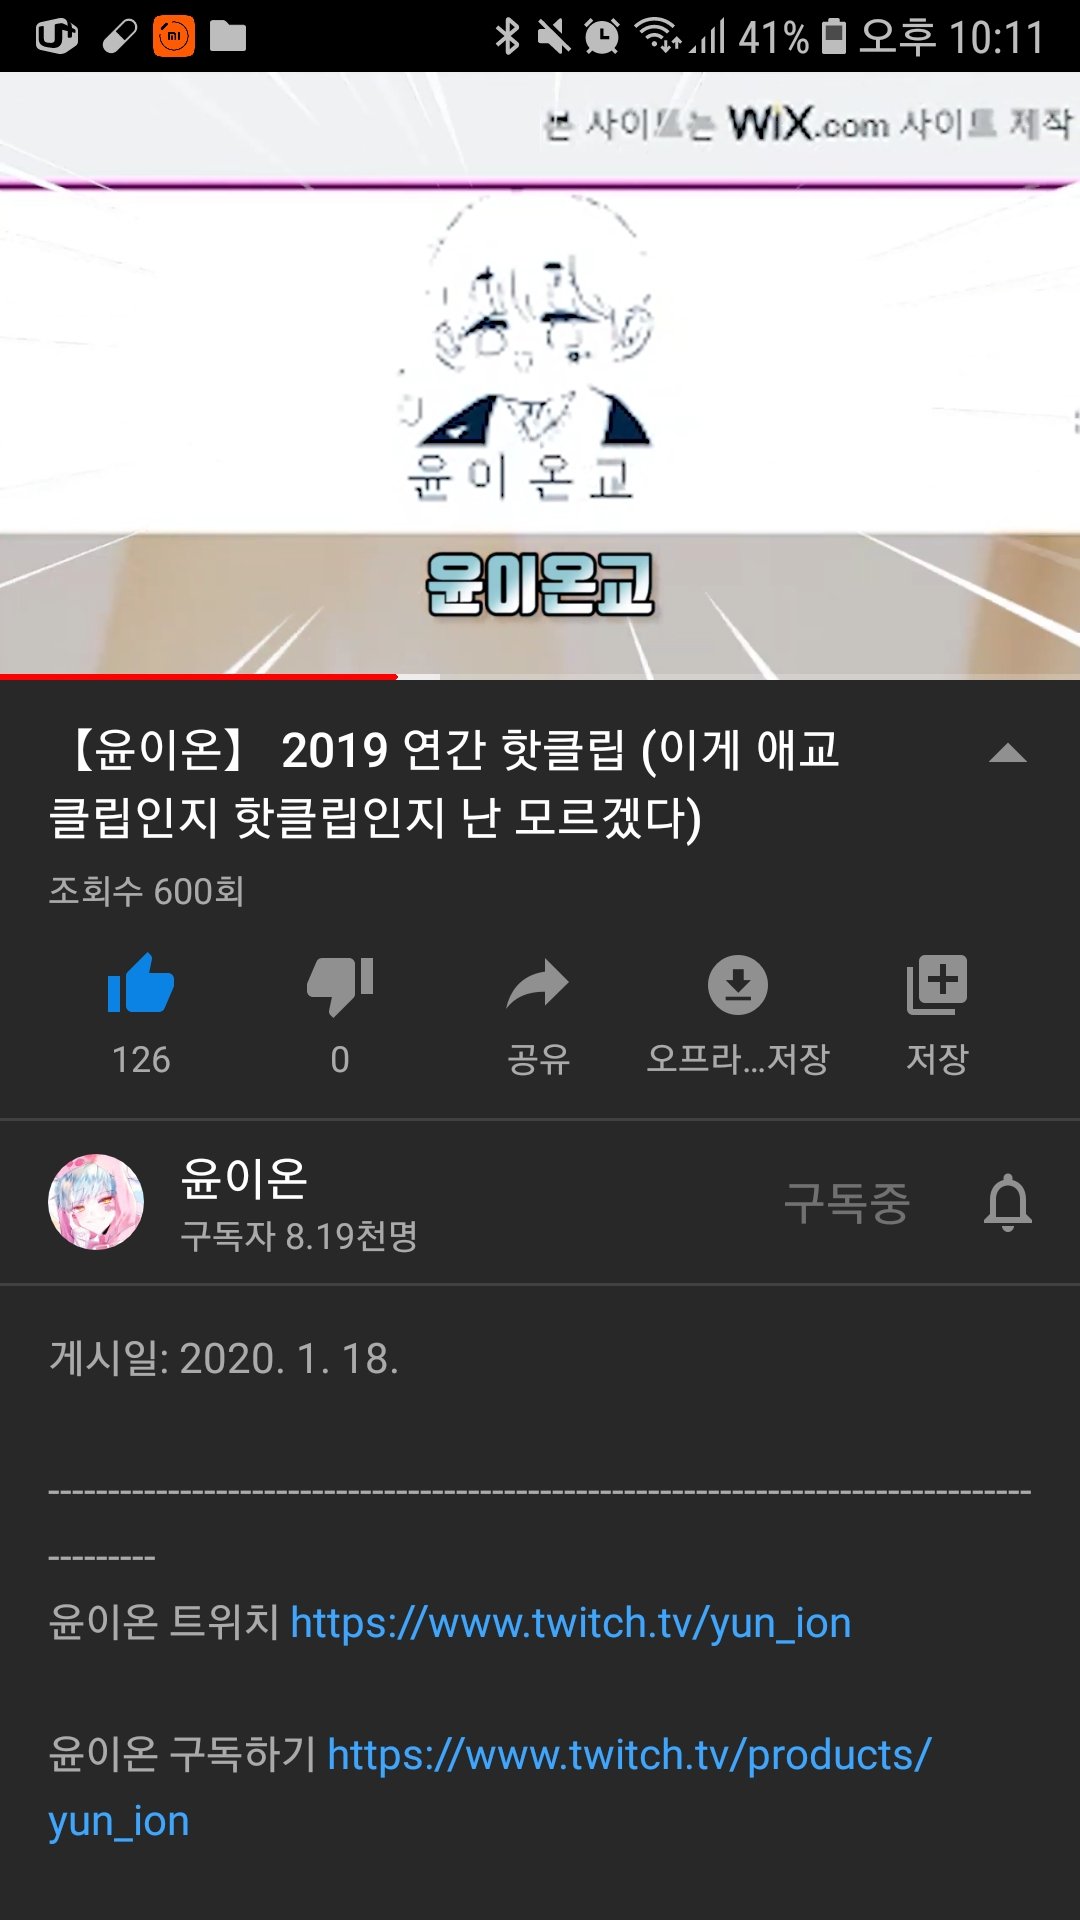 41% 오후 10:11
본 사이트는 WiX.com 사이트 제작
윤이온교
윤이온교
【윤이온】 2019 연간 핫클립 (이게 애교
클립인지 핫클립인지 난 모르겠다)
조회수 600회
126
0
공유
오프라...저장
저장
윤이온
구독자 8.19천명
구독중
게시일: 2020. 1. 18.
----------------------------------------------------------------------------------
---------
윤이온 트위치 https://www.twitch.tv/yun_ion
윤이온 구독하기 https://www.twitch.tv/products/
yun_ion